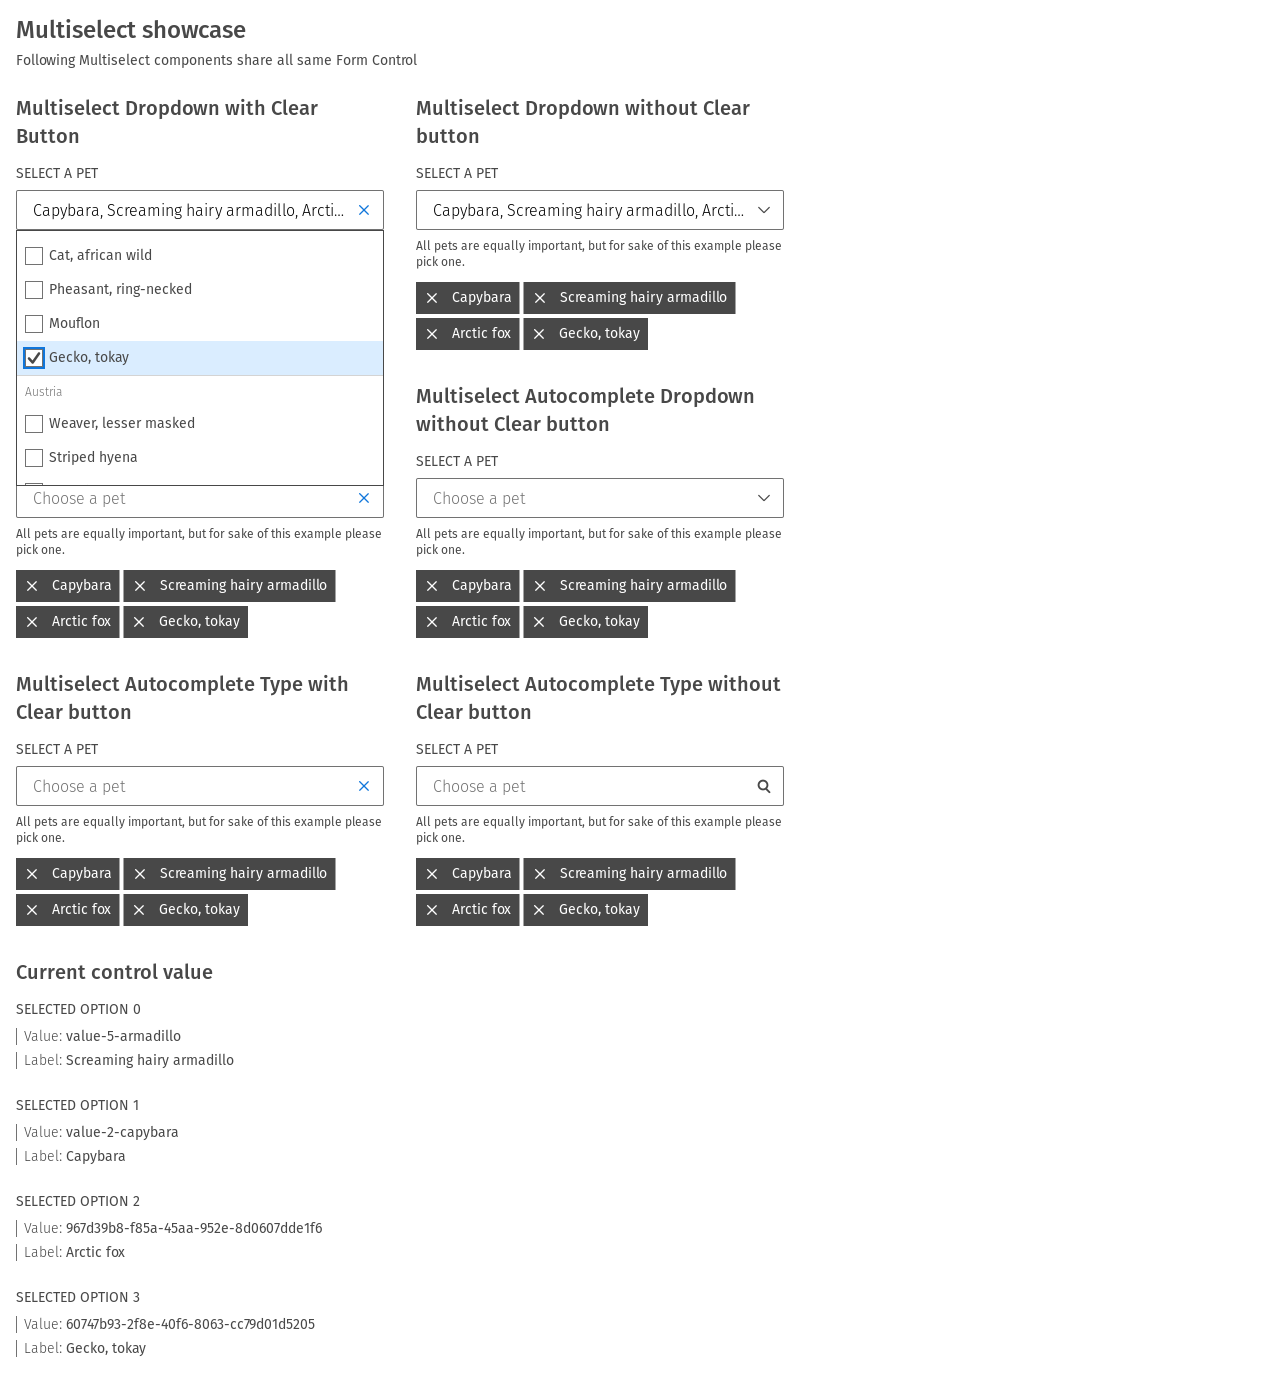 Multiselect showcase
Following Multiselect components share all same Form Control
Multiselect Dropdown with Clear
Button
SELECT A PET
Capybara, Screaming hairy armadillo, Arcti...
Cat, african wild
Pheasant, ring-necked
Mouflon
Gecko, tokay
Austria
Weaver, lesser masked
Striped hyena
Multiselect Dropdown without Clear
button
SELECT A PET
Capybara, Screaming hairy armadillo, Arcti...
All pets are equally important, but for sake of this example please
pick one.
Capybara Screaming hairy armadillo
Arctic fox Gecko, tokay
Choose a pet
All pets are equally important, but for sake of this example please
pick one.
Capybara Screaming hairy armadillo
Arctic fox Gecko, tokay
Multiselect Autocomplete Dropdown
without Clear button
SELECT A PET
Choose a pet
All pets are equally important, but for sake of this example please
pick one.
Capybara Screaming hairy armadillo
Arctic fox Gecko, tokay
Multiselect Autocomplete Type with
Clear button
SELECT A PET
Choose a pet
All pets are equally important, but for sake of this example please
pick one.
Capybara Screaming hairy armadillo
Arctic fox Gecko, tokay
Multiselect Autocomplete Type without
Clear button
SELECT A PET
Choose a pet
All pets are equally important, but for sake of this example please
pick one.
Capybara Screaming hairy armadillo
Arctic fox Gecko, tokay
Current control value
SELECTED OPTION 0
Value: value-5-armadillo
Label: Screaming hairy armadillo
SELECTED OPTION 1
Value: value-2-capybara
Label: Capybara
SELECTED OPTION 2
Value: 967d39b8-f85a-45aa-952e-8d0607dde1f6
Label: Arctic fox
SELECTED OPTION 3
Value: 60747b93-2f8e-40f6-8063-cc79d01d5205
Label: Gecko, tokay